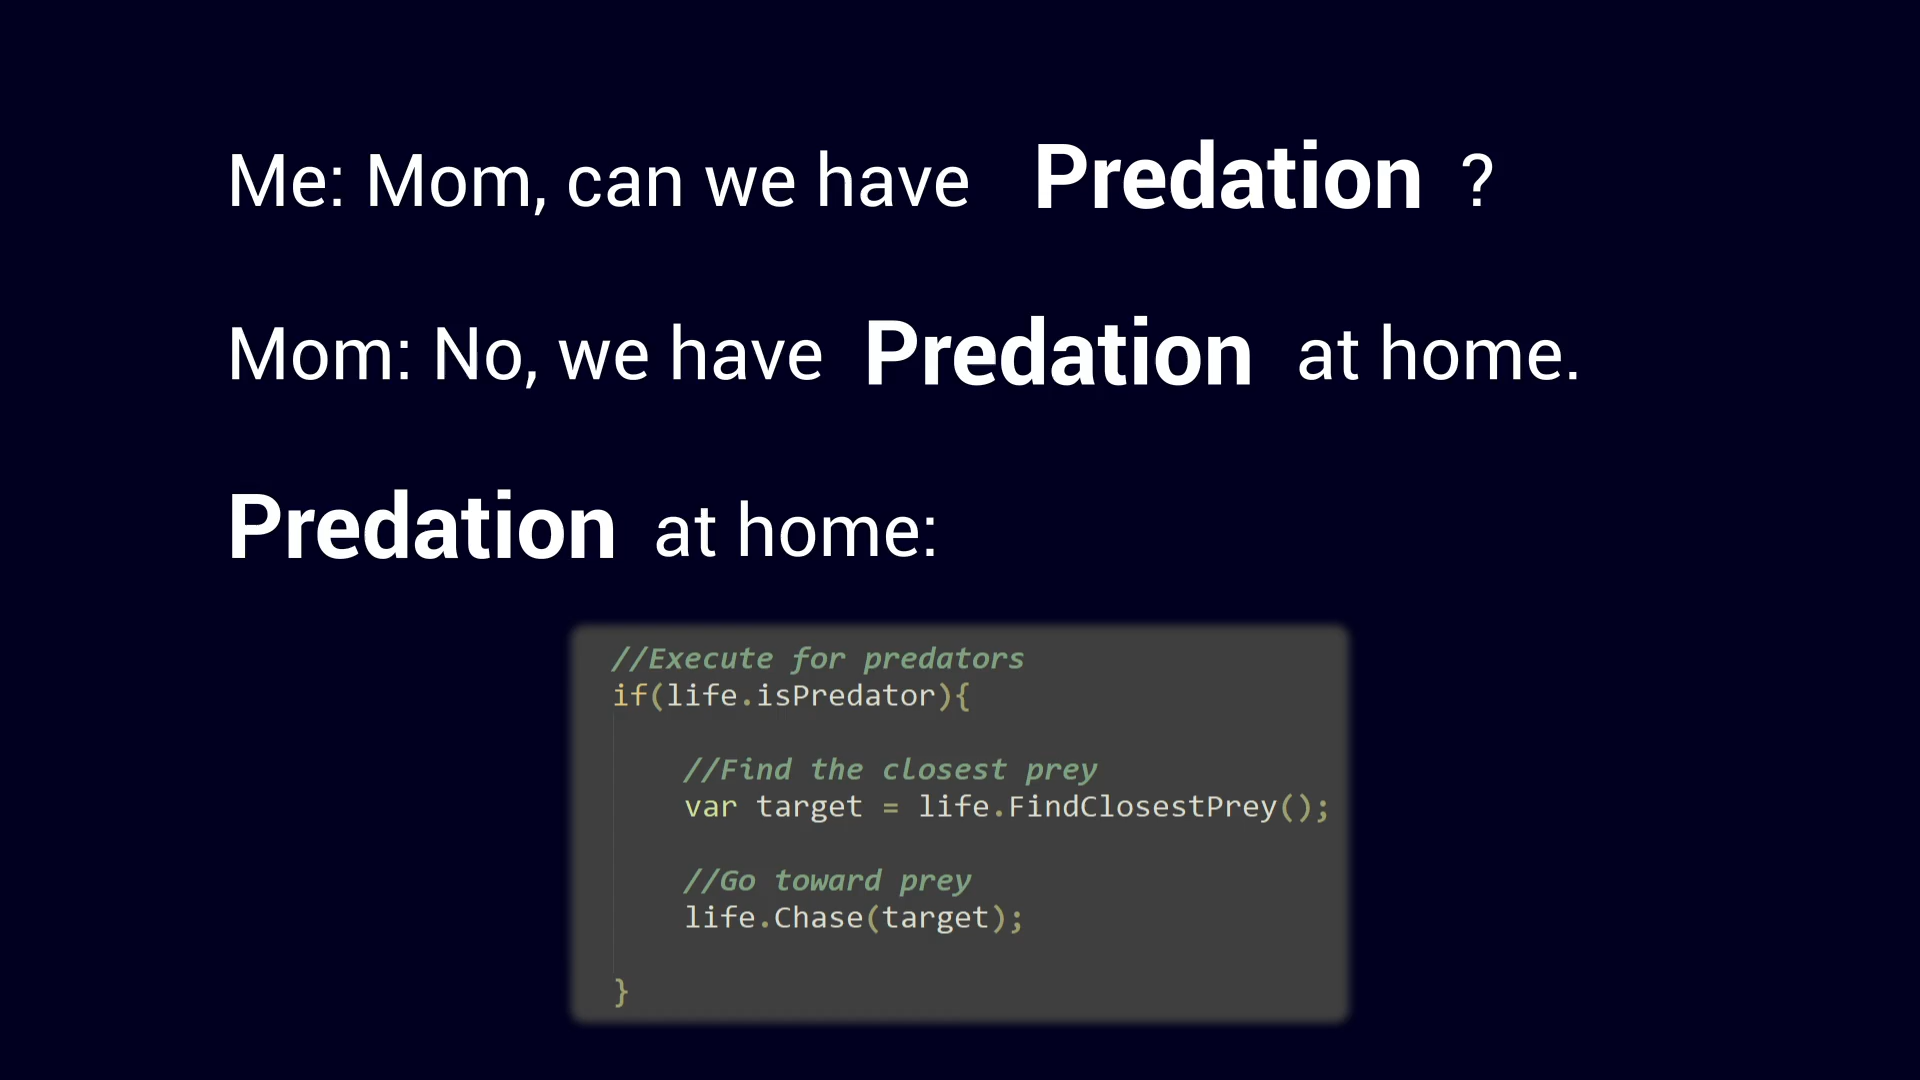 Me: Mom, can we have Predation ?
Mom: No, we have Predation at home.
Predation at home:
//Execute for predators
if(life.isPredator){
//Find the closest prey
var target = life.FindClosestPrey();
//Go toward prey
life.Chase(target);
}